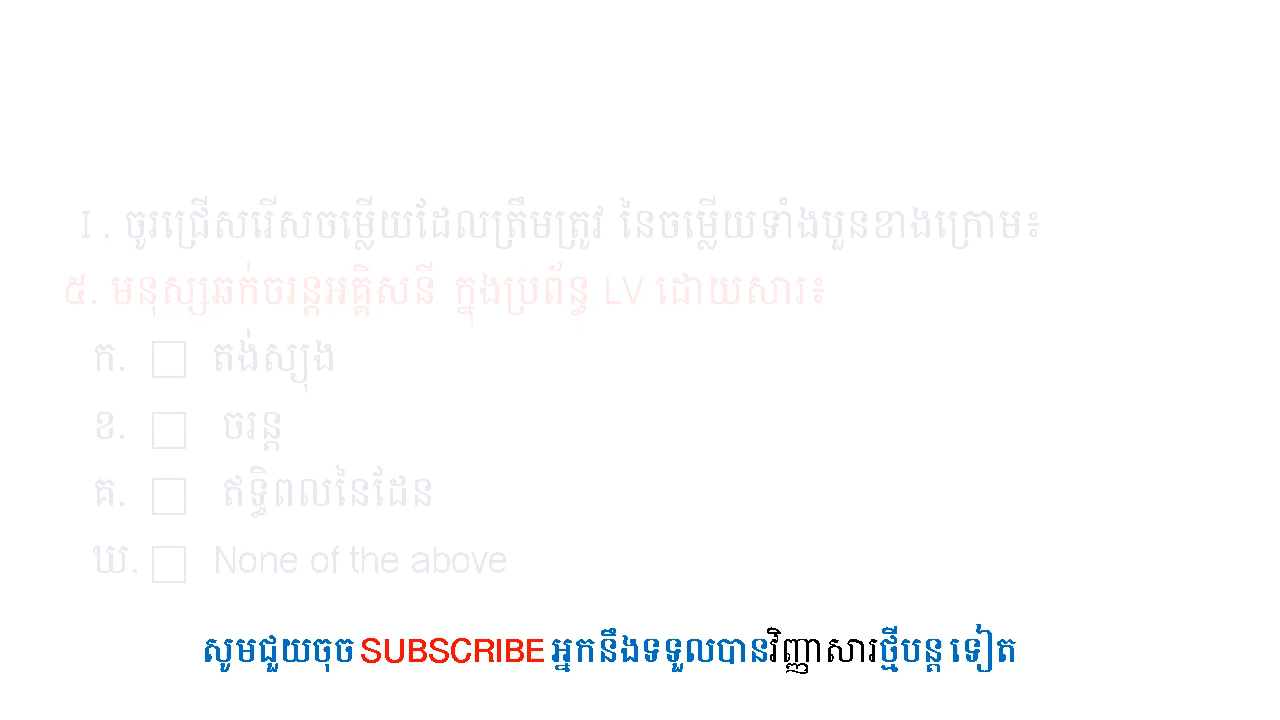 I . ចូរជ្រើសរើសចម្លើយដែលត្រឹមត្រូវ នៃចម្លើយទាំងបួនខាងក្រោម៖
៥. មនុស្សឆក់ចរន្តអគ្គិសនី ក្នុងប្រព័ន្ធ LV ដោយសារ៖
ក. តង់ស្យុង
ខ. ចរន្ត
គ. ឥទ្ធិពលនៃដែន
ឃ. None of the above
សូមជួយចុច SUBSCRIBE អ្នកនឹងទទួលបានវិញ្ញាសារថ្មីបន្ត ទៀត